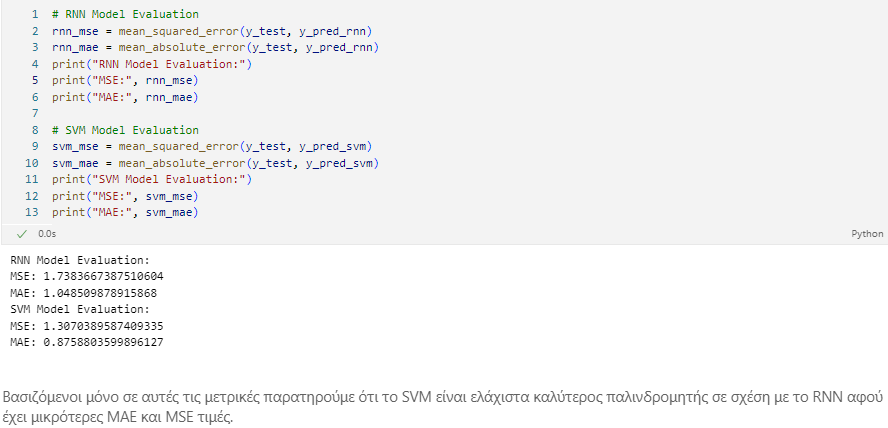 1 # RNN Model Evaluation
2 rnn_mse = mean_squared_error(y_test, y_pred_rnn)
3 rnn_mae = mean_absolute_error(y_test, y_pred_rnn)
4 print("RNN Model Evaluation:")
5 print("MSE:", rnn_mse)
6 print("MAE:", rnn_mae)
7
8 # SVM Model Evaluation
9 svm_mse = mean_squared_error(y_test, y_pred_svm)
10 svm_mae = mean_absolute_error(y_test, y_pred_svm)
11 print("SVM Model Evaluation:")
12 print("MSE:", svm_mse)
13 print("MAE:", svm_mae)
0.0s Python
RNN Model Evaluation:
MSE: 1.7383667387510604
MAE: 1.048509878915868
SVM Model Evaluation:
MSE: 1.3070389587409335
MAE: 0.8758803599896127
Βασιζόμενοι μόνο σε αυτές τις μετρικές παρατηρούμε ότι το SVM είναι ελάχιστα καλύτερος παλινδρομητής σε σχέση με το RNN αφού
έχει μικρότερες MAE και MSE τιμές.